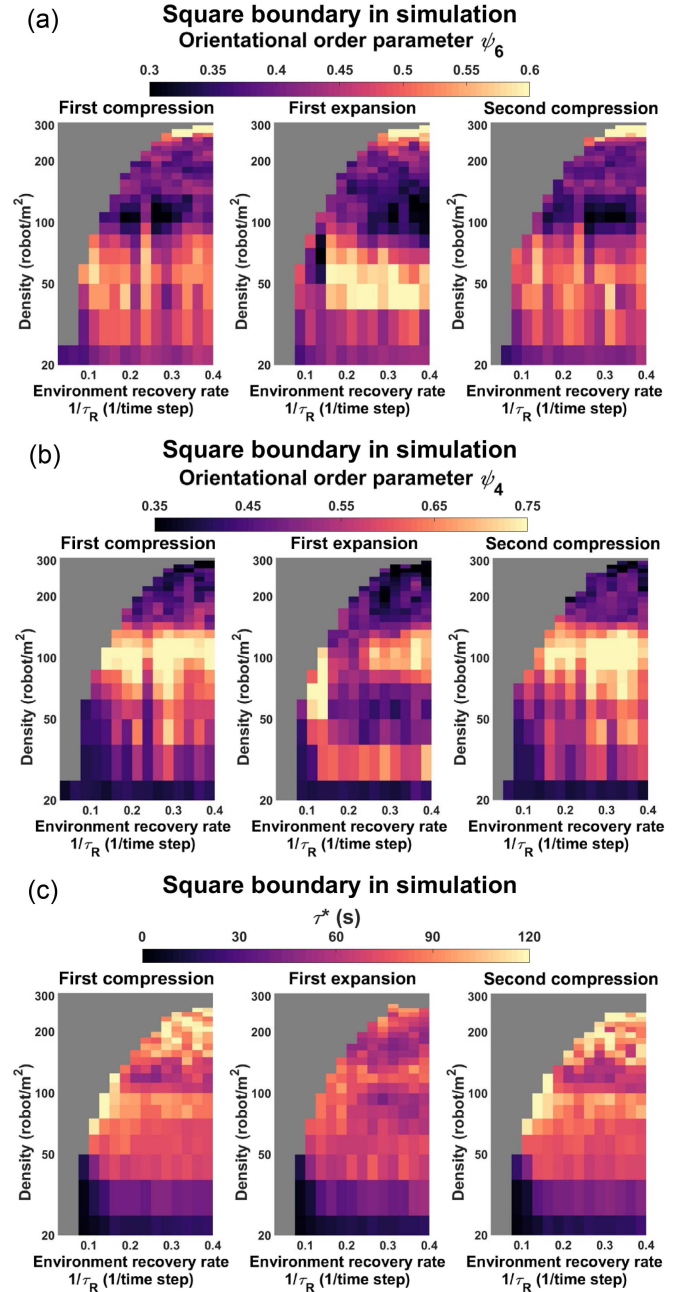 (a)
Square boundary in simulation
Orientational order parameter ψ6
0.3 0.35 0.4 0.45 0.5 0.55 0.6
First compression First expansion Second compression
Density (robot/m²) Density (robot/m²) Density (robot/m²)
300 300 300
200 200 200
100 100 100
50 50 50
20 20 20
0.1 0.2 0.3 0.4 0.1 0.2 0.3 0.4 0.1 0.2 0.3 0.4
Environment recovery rate Environment recovery rate Environment recovery rate
1/τR (1/time step) 1/τR (1/time step) 1/τR (1/time step)
(b)
Square boundary in simulation
Orientational order parameter ψ4
0.35 0.45 0.55 0.65 0.75
First compression First expansion Second compression
Density (robot/m²) Density (robot/m²) Density (robot/m²)
300 300 300
200 200 200
100 100 100
50 50 50
20 20 20
0.1 0.2 0.3 0.4 0.1 0.2 0.3 0.4 0.1 0.2 0.3 0.4
Environment recovery rate Environment recovery rate Environment recovery rate
1/τR (1/time step) 1/τR (1/time step) 1/τR (1/time step)
(c)
Square boundary in simulation
τ* (s)
0 30 60 90 120
First compression First expansion Second compression
Density (robot/m²) Density (robot/m²) Density (robot/m²)
300 300 300
200 200 200
100 100 100
50 50 50
20 20 20
0.1 0.2 0.3 0.4 0.1 0.2 0.3 0.4 0.1 0.2 0.3 0.4
Environment recovery rate Environment recovery rate Environment recovery rate
1/τR (1/time step) 1/τR (1/time step) 1/τR (1/time step)